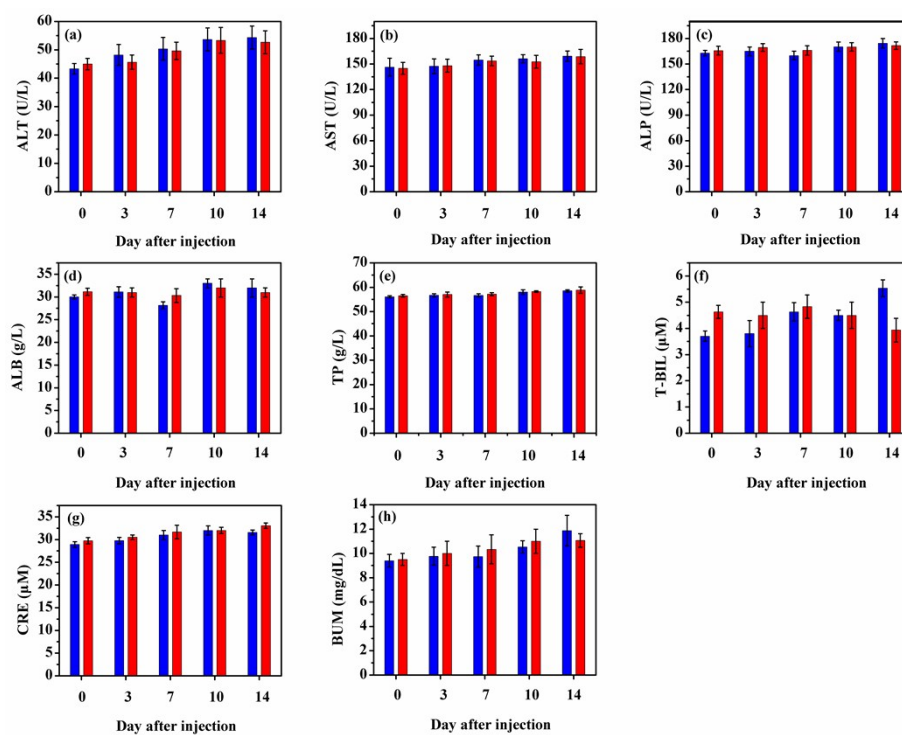 (a)
ALT (U/L)
60
50
40
30
20
10
0
0 3 7 10 14
Day after injection
(b)
AST (U/L)
180
150
120
90
60
30
0
0 3 7 10 14
Day after injection
(c)
ALP (U/L)
180
150
120
90
60
30
0
0 3 7 10 14
Day after injection
(d)
ALB (g/L)
35
30
25
20
15
10
5
0
0 3 7 10 14
Day after injection
(e)
TP (g/L)
70
60
50
40
30
20
10
0
0 3 7 10 14
Day after injection
(f)
T-BIL (μM)
6
5
4
3
2
1
0
0 3 7 10 14
Day after injection
(g)
CRE (μM)
35
30
25
20
15
10
5
0
0 3 7 10 14
Day after injection
(h)
BUM (mg/dL)
14
12
10
8
6
4
2
0
0 3 7 10 14
Day after injection